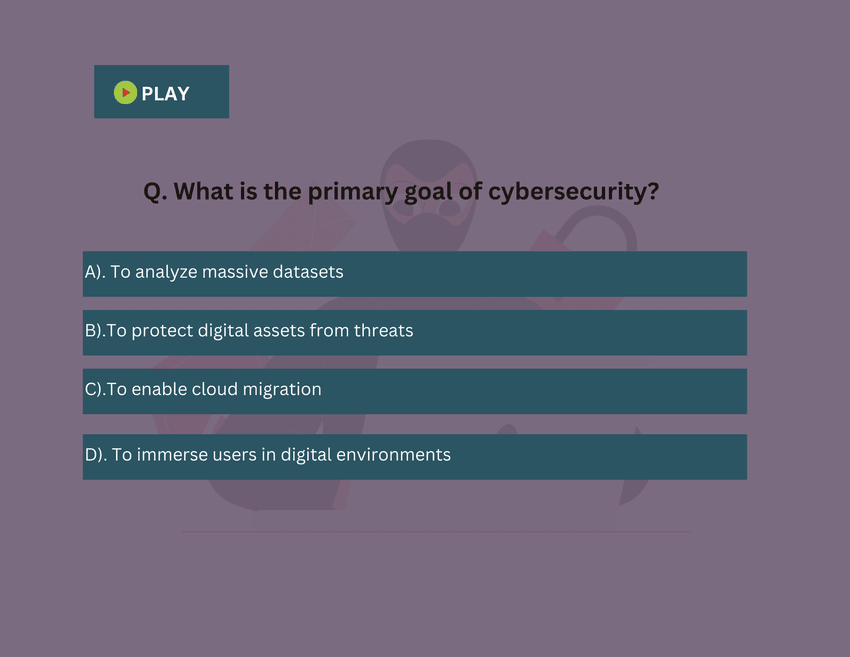 PLAY
Q. What is the primary goal of cybersecurity?
A). To analyze massive datasets
B).To protect digital assets from threats
C).To enable cloud migration
D). To immerse users in digital environments